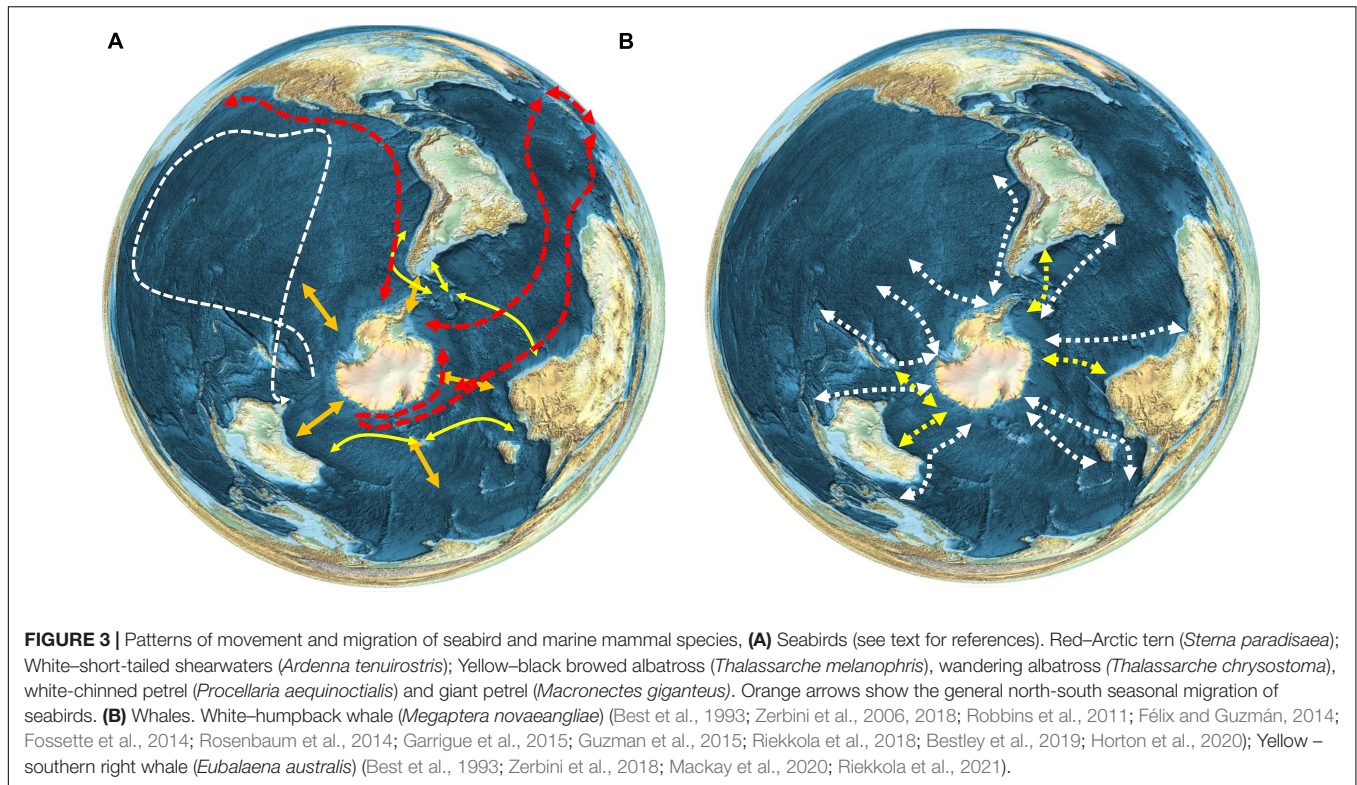 A
B
FIGURE 3 | Patterns of movement and migration of seabird and marine mammal species, (A) Seabirds (see text for references). Red–Arctic tern (Sterna paradisaea);
White–short-tailed shearwaters (Ardenna tenuirostris); Yellow–black browed albatross (Thalassarche melanophris), wandering albatross (Thalassarche chrysostoma),
white-chinned petrel (Procellaria aequinoctialis) and giant petrel (Macronectes giganteus). Orange arrows show the general north-south seasonal migration of
seabirds. (B) Whales. White–humpback whale (Megaptera novaeangliae) (Best et al., 1993; Zerbini et al., 2006, 2018; Robbins et al., 2011; Félix and Guzmán, 2014;
Fossette et al., 2014; Rosenbaum et al., 2014; Garrigue et al., 2015; Guzman et al., 2015; Riekkola et al., 2018; Bestley et al., 2019; Horton et al., 2020); Yellow –
southern right whale (Eubalaena australis) (Best et al., 1993; Zerbini et al., 2018; Mackay et al., 2020; Riekkola et al., 2021).